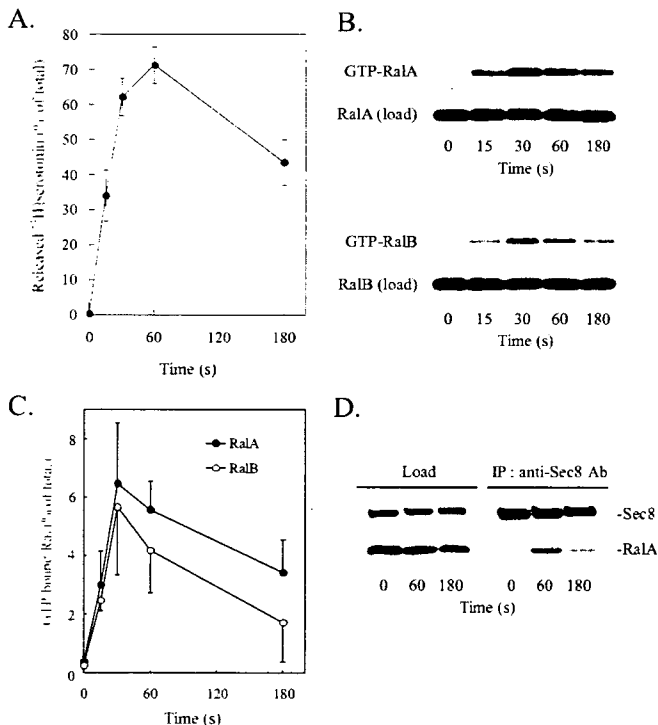 A.
80
70
60
50
40
30
20
10
0
0 60 120 180
Time (s)
B.
GTP-RalA
RalA (load)
0 15 30 60 180
Time (s)
GTP-RalB
RalB (load)
0 15 30 60 180
Time (s)
C.
8
6
4
2
0
RalA
RalB
0 60 120 180
Time (s)
D.
Load IP : anti-Sec8 Ab
-Sec8
-RalA
0 60 180 0 60 180
Time (s)